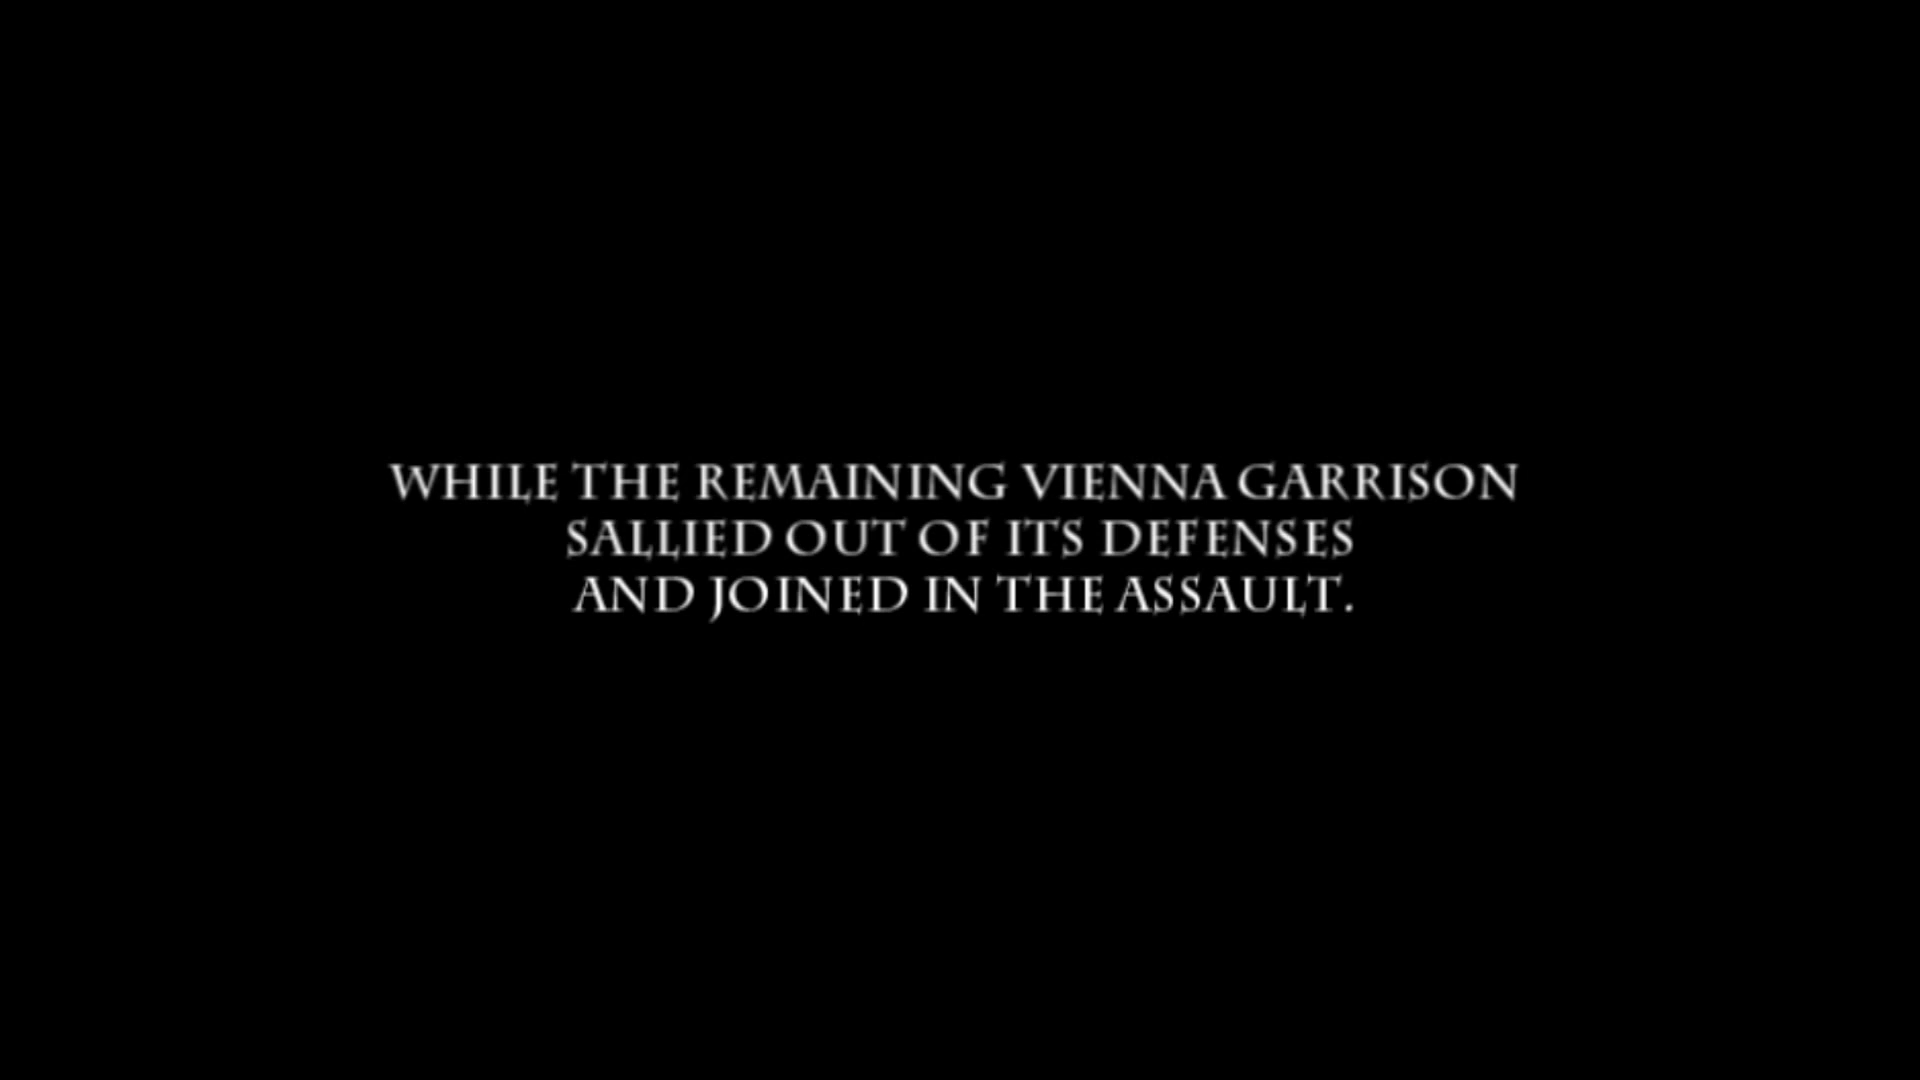 WHILE THE REMAINING VIENNA GARRISON
SALLIED OUT OF ITS DEFENSES
AND JOINED IN THE ASSAULT.